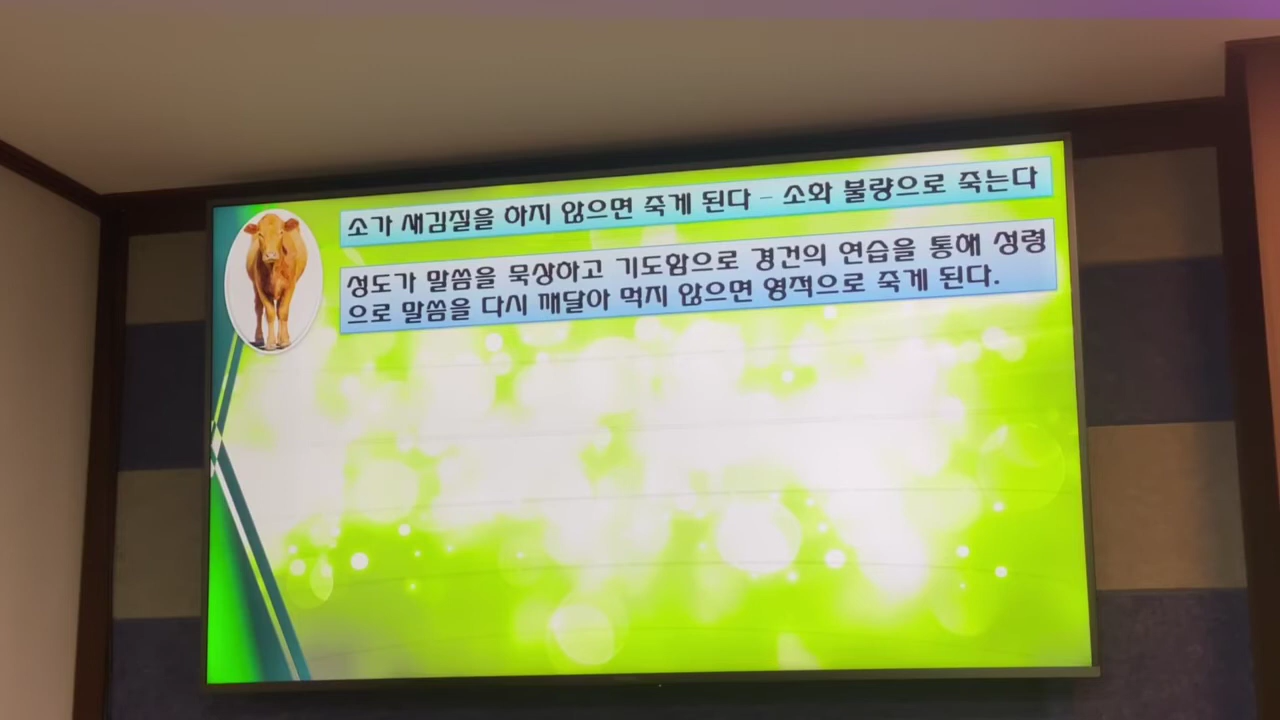 소가 새김질을 하지 않으면 죽게 된다 - 소화 불량으로 죽는다
성도가 말씀을 묵상하고 기도함으로 경건의 연습을 통해 성령
으로 말씀을 다시 깨달아 먹지 않으면 영적으로 죽게 된다.